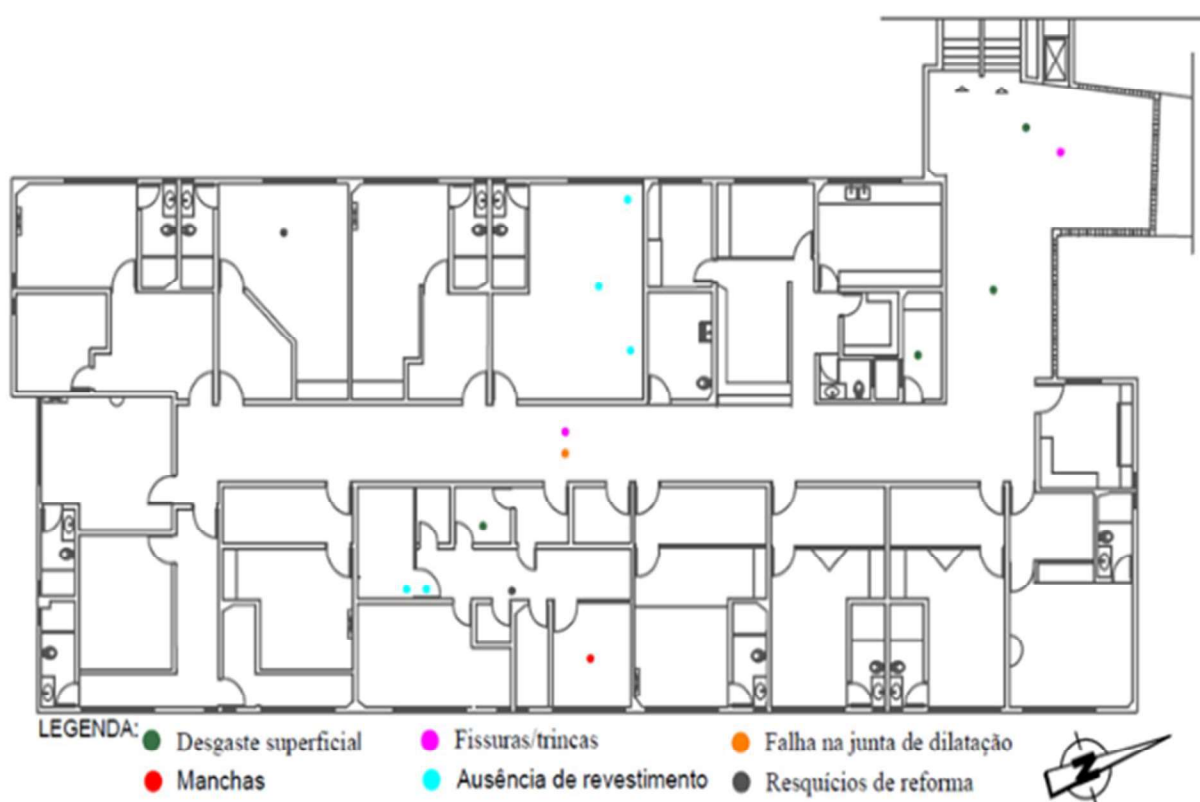 LEGENDA:
Desgaste superficial
Fissuras/trincas
Falha na junta de dilatação
Manchas
Ausência de revestimento
Resquícios de reforma
N